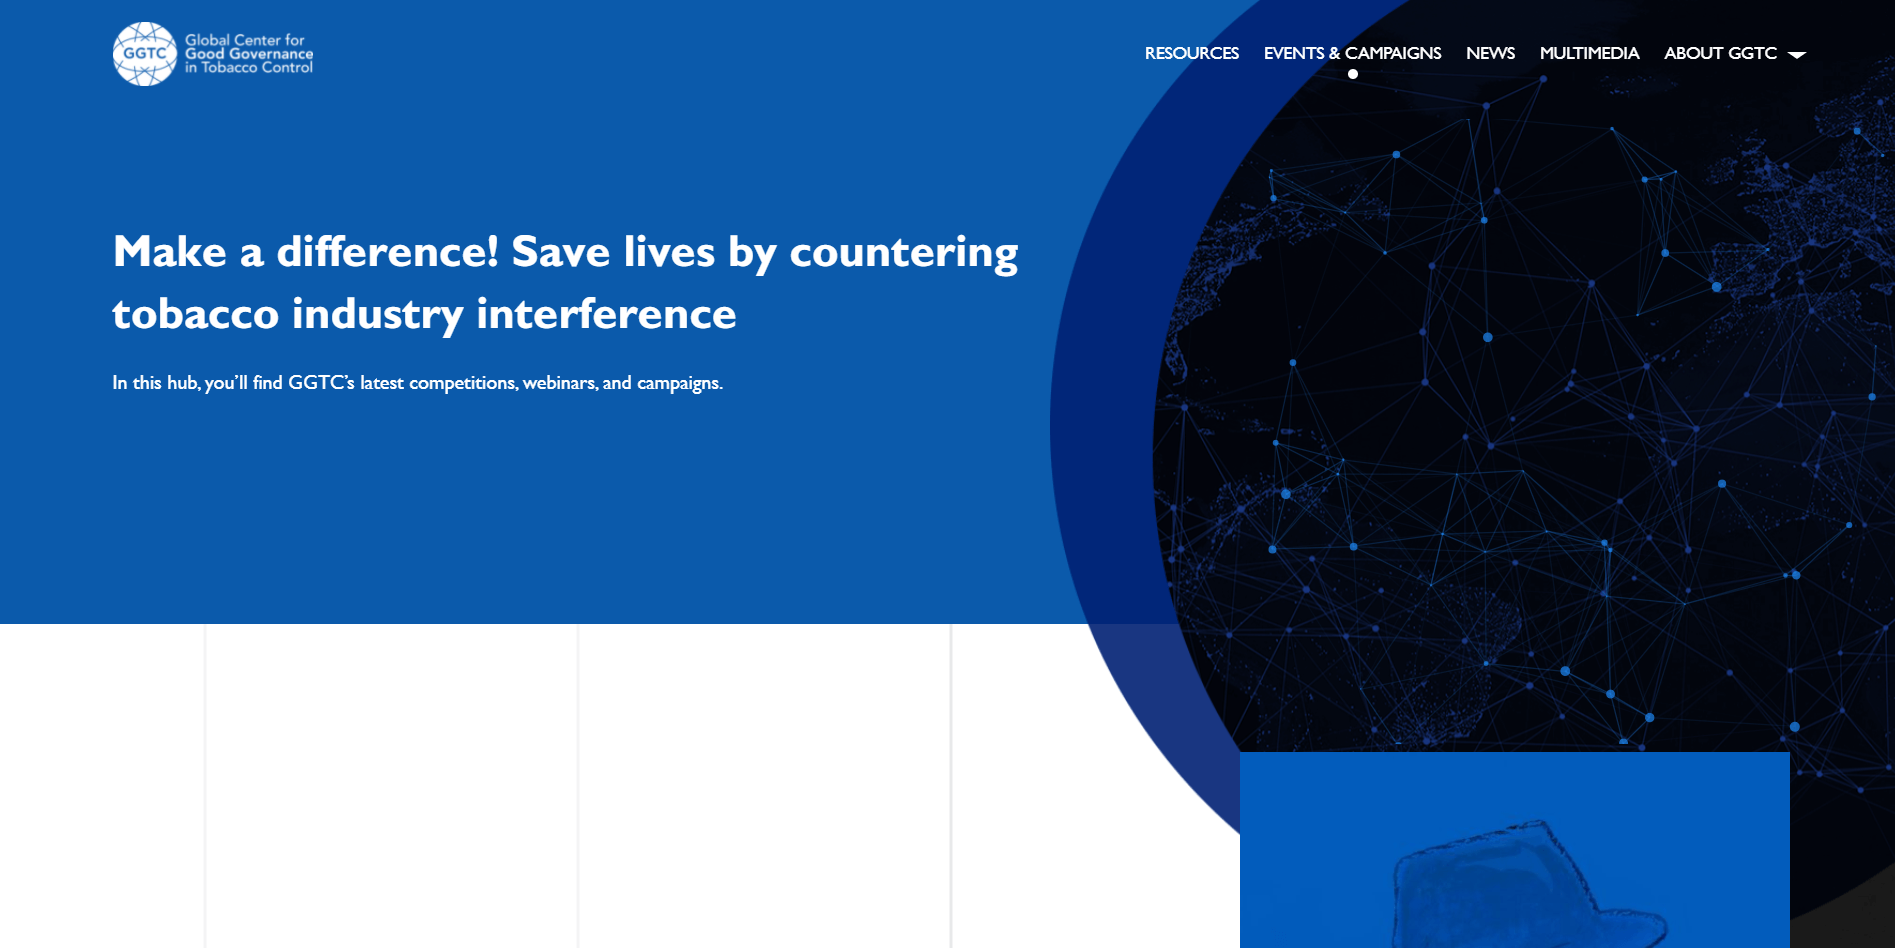 GGTC
Global Center for
Good Governance
in Tobacco Control
RESOURCES EVENTS & CAMPAIGNS NEWS MULTIMEDIA ABOUT GGTC
Make a difference! Save lives by countering
tobacco industry interference
In this hub, you’ll find GGTC’s latest competitions, webinars, and campaigns.